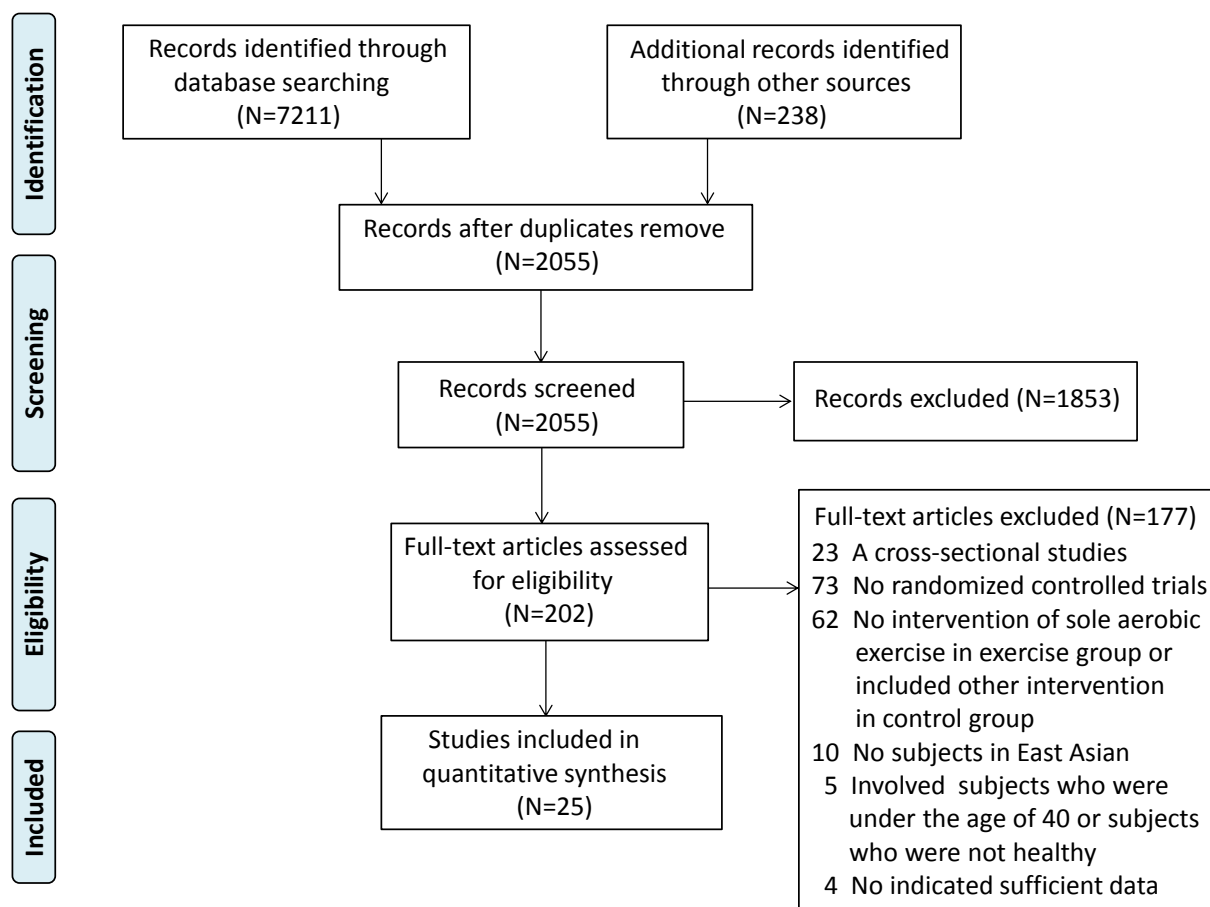 Identification
Records identified through
database searching
(N=7211)
Additional records identified
through other sources
(N=238)
Records after duplicates remove
(N=2055)
Screening
Records screened
(N=2055)
Records excluded (N=1853)
Eligibility
Full-text articles assessed
for eligibility
(N=202)
Full-text articles excluded (N=177)
23 A cross-sectional studies
73 No randomized controlled trials
62 No intervention of sole aerobic
exercise in exercise group or
included other intervention
in control group
10 No subjects in East Asian
5 Involved subjects who were
under the age of 40 or subjects
who were not healthy
4 No indicated sufficient data
Included
Studies included in
quantitative synthesis
(N=25)